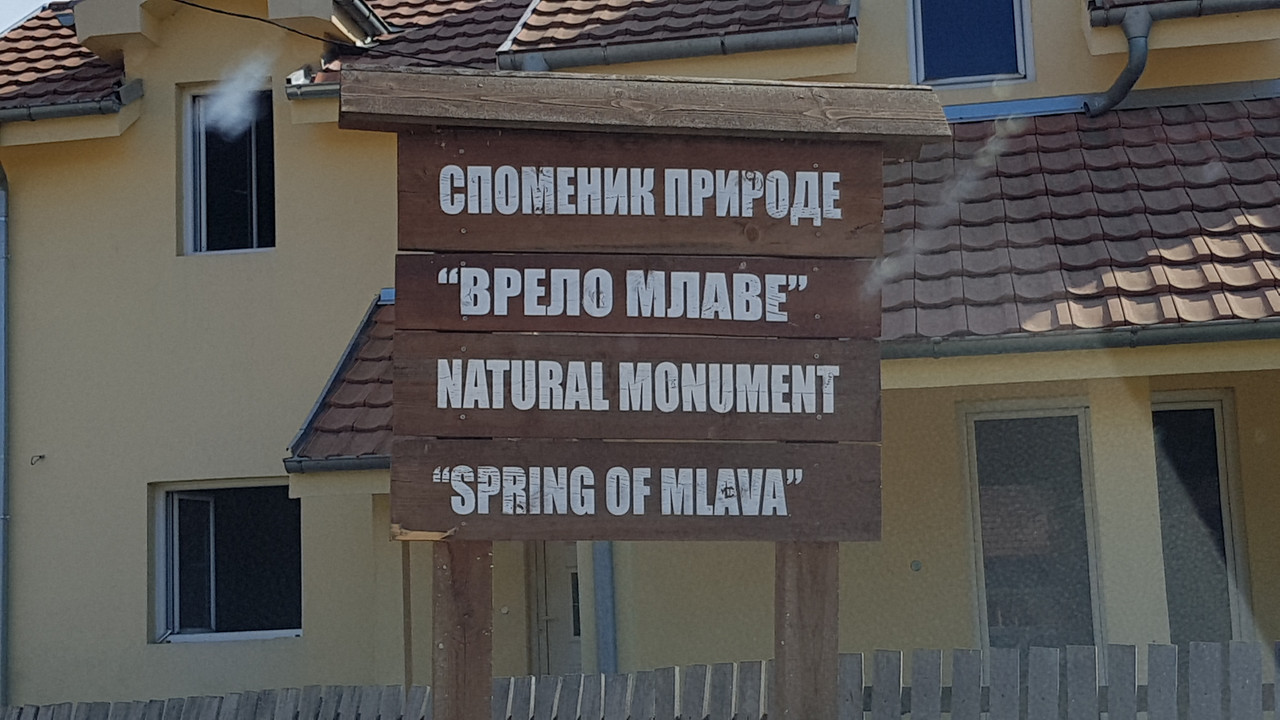 СПОМЕНИК ПРИРОДЕ
“ВРЕЛО МЛАВЕ”
NATURAL MONUMENT
“SPRING OF MLAVA”